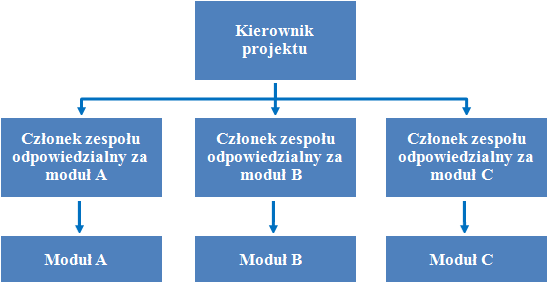 Kierownik
projektu
Członek zespołu
odpowiedzialny za
moduł A
Członek zespołu
odpowiedzialny za
moduł B
Członek zespołu
odpowiedzialny za
moduł C
Moduł A
Moduł B
Moduł C